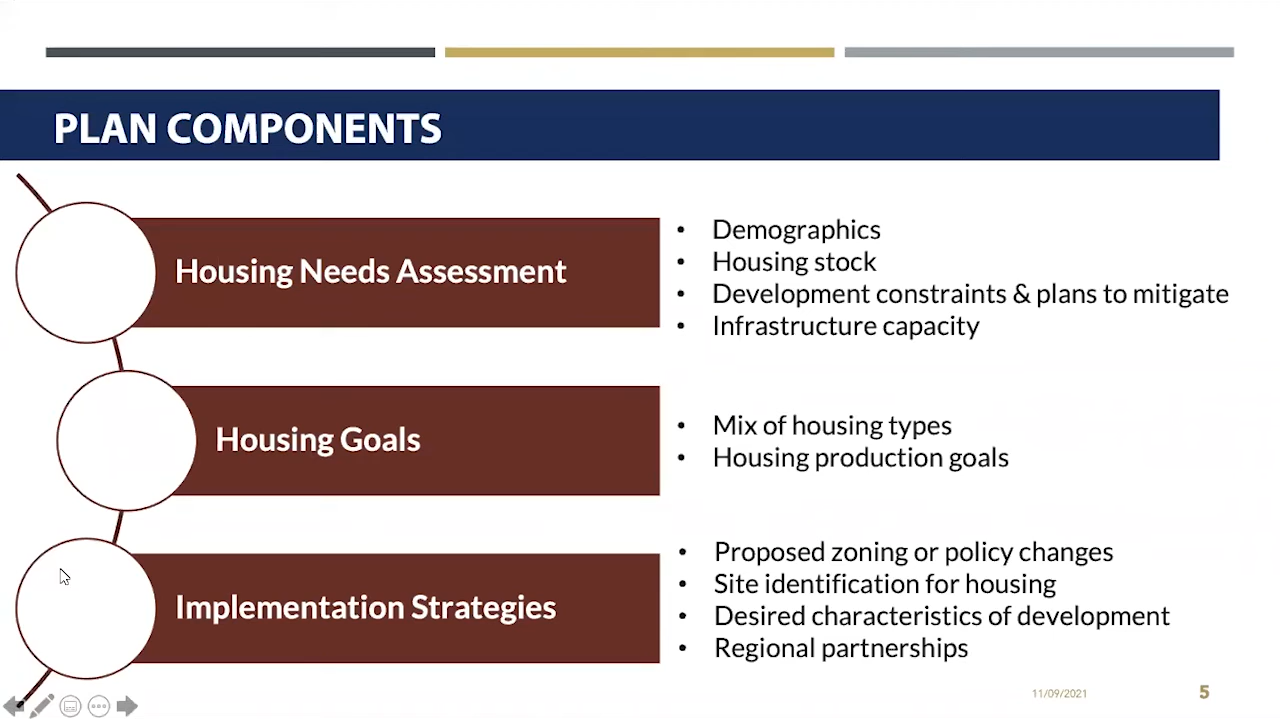 PLAN COMPONENTS
Housing Needs Assessment
• Demographics
• Housing stock
• Development constraints & plans to mitigate
• Infrastructure capacity
Housing Goals
• Mix of housing types
• Housing production goals
Implementation Strategies
• Proposed zoning or policy changes
• Site identification for housing
• Desired characteristics of development
• Regional partnerships
11/09/2021
5